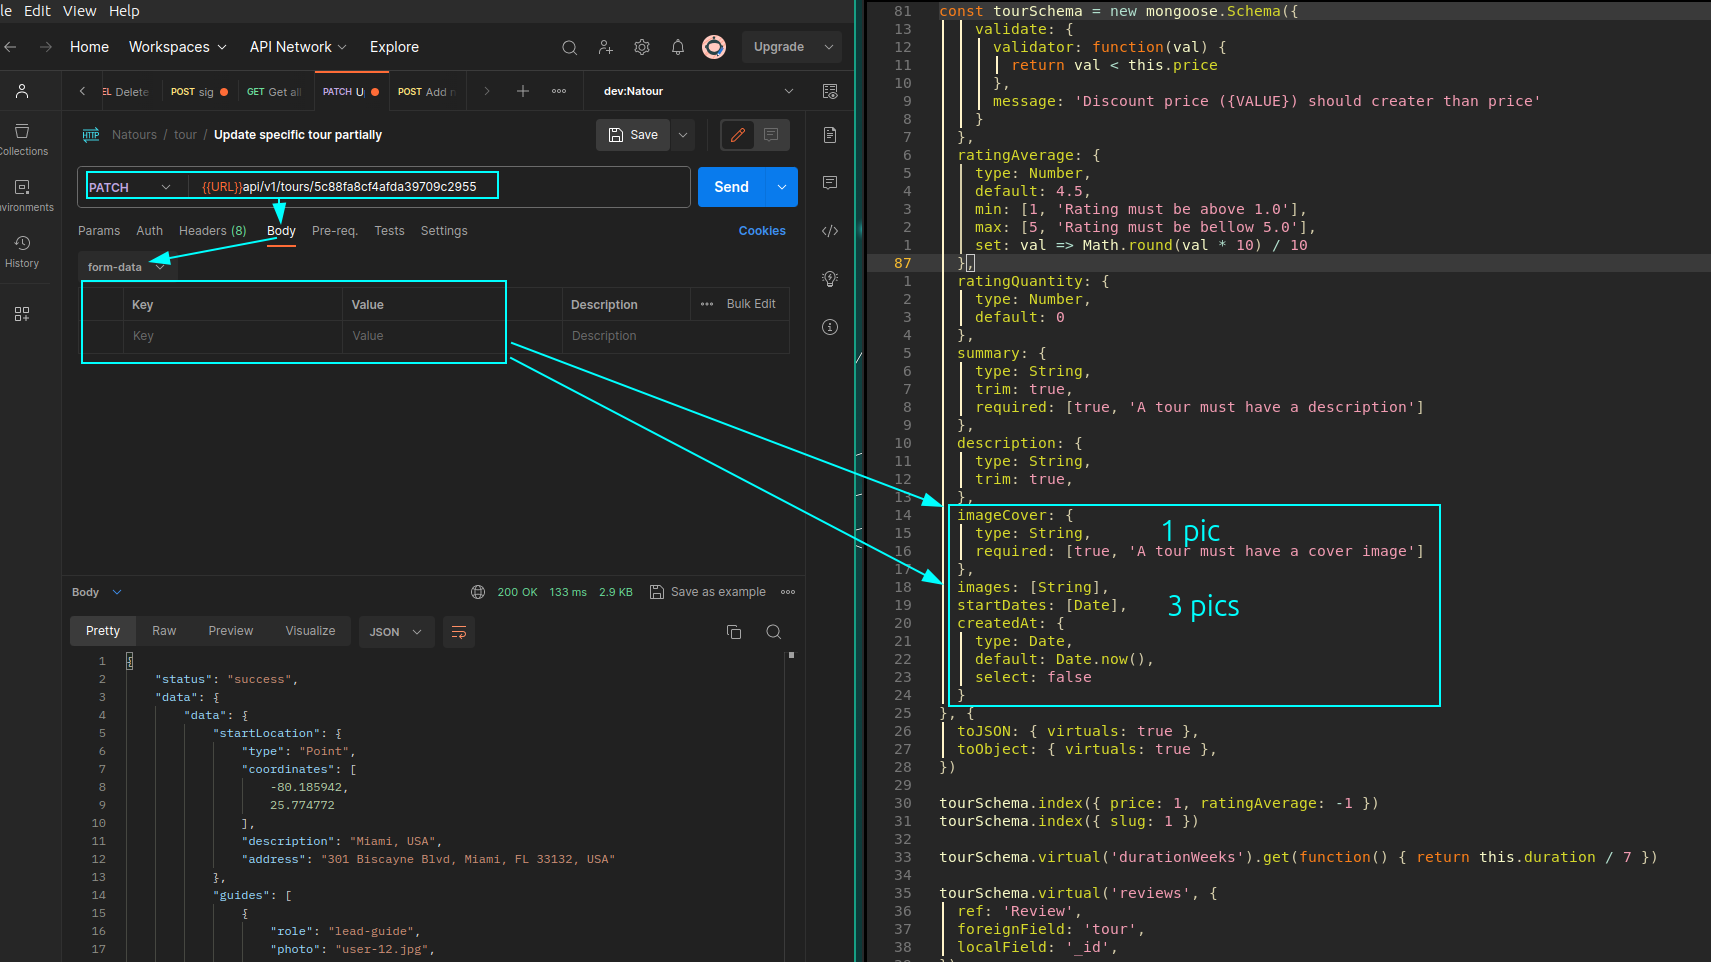 le Edit View Help
Home Workspaces API Network Explore Upgrade
EL Delete POST sig GET Get all PATCH U POST Add dev:Natour
Natours / tour / Update specific tour partially Save
PATCH {{URL}}api/v1/tours/5c88fa8cf4afda39709c2955 Send
Params Auth Headers (8) Body Pre-req. Tests Settings Cookies
form-data
Key Value Description Bulk Edit
Key Value Description
Collections
nvironments
History
Body 200 OK 133 ms 2.9 KB Save as example
Pretty Raw Preview Visualize JSON
1 {
2 "status": "success",
3 "data": {
4 "data": {
5 "startLocation": {
6 "type": "Point",
7 "coordinates": [
8 -80.185942,
9 25.774772
10 ],
11 "description": "Miami, USA",
12 "address": "301 Biscayne Blvd, Miami, FL 33132, USA"
13 },
14 "guides": [
15 {
16 "role": "lead-guide",
17 "photo": "user-12.jpg",
81 const tourSchema = new mongoose.Schema({
13 validate: {
12 validator: function(val) {
11 return val < this.price
10 },
9 message: 'Discount price ({VALUE}) should creater than price'
8 }
7 },
6 ratingAverage: {
5 type: Number,
4 default: 4.5,
3 min: [1, 'Rating must be above 1.0'],
2 max: [5, 'Rating must be bellow 5.0'],
1 set: val => Math.round(val * 10) / 10
87 },
1 ratingQuantity: {
2 type: Number,
3 default: 0
4 },
5 summary: {
6 type: String,
7 trim: true,
8 required: [true, 'A tour must have a description']
9 },
10 description: {
11 type: String,
12 trim: true,
13 },
14 imageCover: {
15 type: String,
16 required: [true, 'A tour must have a cover image']
17 },
18 images: [String],
19 startDates: [Date],
20 createdAt: {
21 type: Date,
22 default: Date.now(),
23 select: false
24 }
25 }, {
26 toJSON: { virtuals: true },
27 toObject: { virtuals: true },
28 })
29
30 tourSchema.index({ price: 1, ratingAverage: -1 })
31 tourSchema.index({ slug: 1 })
32
33 tourSchema.virtual('durationWeeks').get(function() { return this.duration / 7 })
34
35 tourSchema.virtual('reviews', {
36 ref: 'Review',
37 foreignField: 'tour',
38 localField: '_id',
1 pic
3 pics